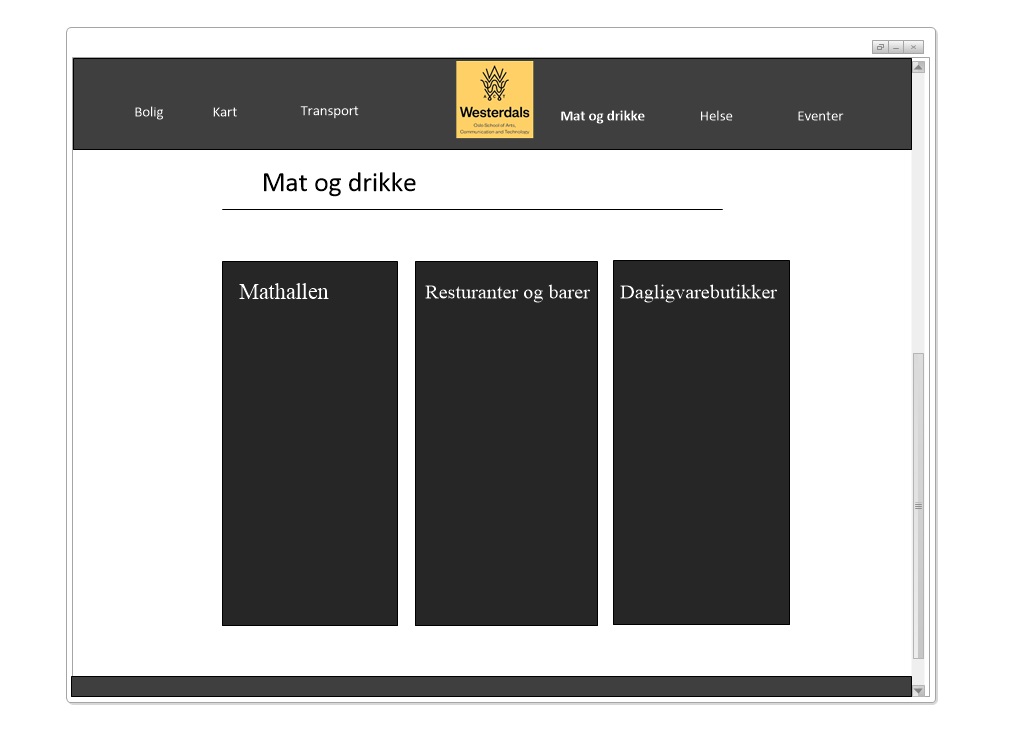 Bolig
Kart
Transport
Westerdals
Oslo School of Arts,
Communication and Technology
Mat og drikke
Helse
Eventer
Mat og drikke
Mathallen
Resturanter og barer
Dagligvarebutikker